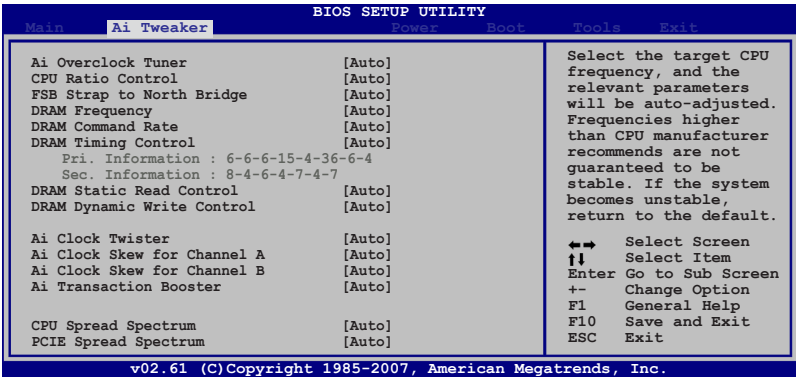 BIOS SETUP UTILITY
Main Ai Tweaker Power Boot Tools Exit
Ai Overclock Tuner [Auto]
CPU Ratio Control [Auto]
FSB Strap to North Bridge [Auto]
DRAM Frequency [Auto]
DRAM Command Rate [Auto]
DRAM Timing Control [Auto]
Pri. Information : 6-6-6-15-4-36-6-4
Sec. Information : 8-4-6-4-7-4-7
DRAM Static Read Control [Auto]
DRAM Dynamic Write Control [Auto]
Ai Clock Twister [Auto]
Ai Clock Skew for Channel A [Auto]
Ai Clock Skew for Channel B [Auto]
Ai Transaction Booster [Auto]
CPU Spread Spectrum [Auto]
PCIE Spread Spectrum [Auto]
Select the target CPU
frequency, and the
relevant parameters
will be auto-adjusted.
Frequencies higher
than CPU manufacturer
recommends are not
guaranteed to be
stable. If the system
becomes unstable,
return to the default.
←→ Select Screen
↑↓ Select Item
Enter Go to Sub Screen
+- Change Option
F1 General Help
F10 Save and Exit
ESC Exit
v02.61 (C)Copyright 1985-2007, American Megatrends, Inc.